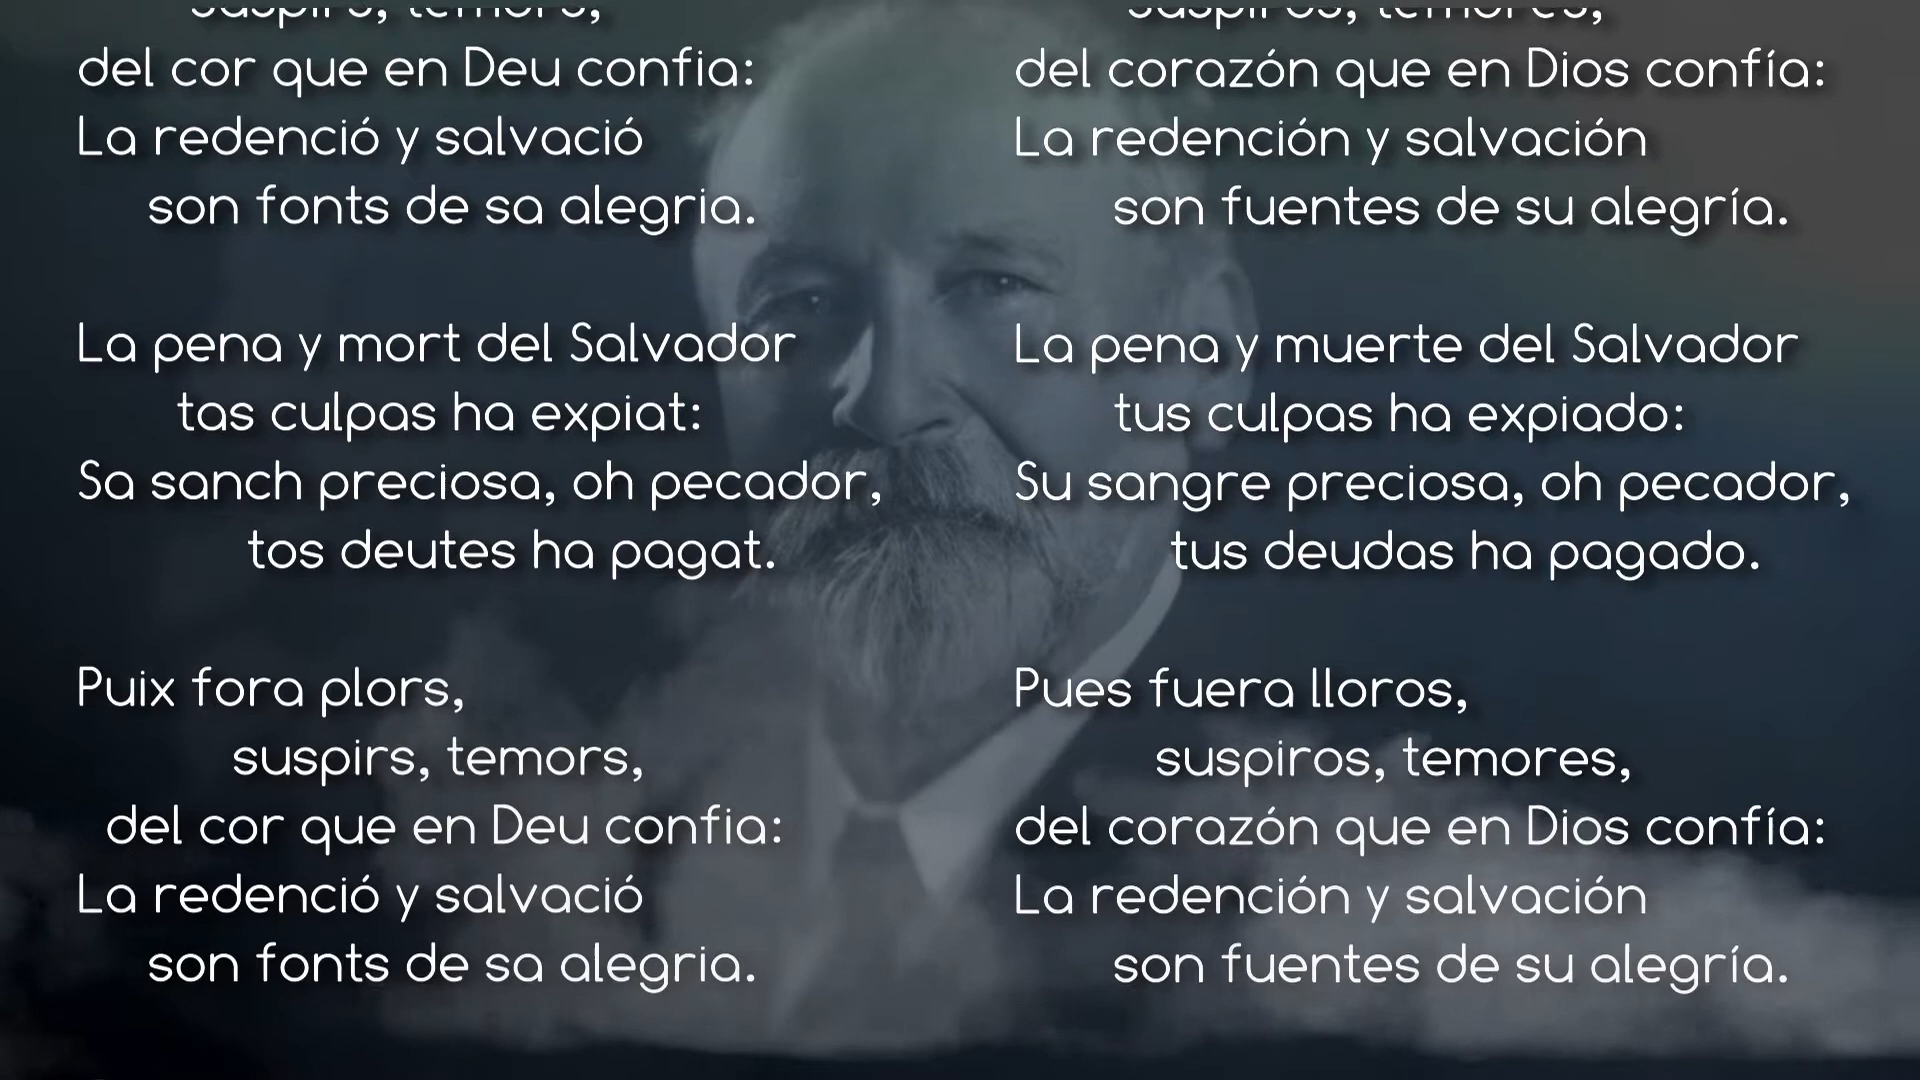 suspirs, temors,
del cor que en Deu confia:
La redenció y salvació
son fonts de sa alegria.
La pena y mort del Salvador
tas culpas ha expiat:
Sa sanch preciosa, oh pecador,
tos deutes ha pagat.
Puix fora plors,
suspirs, temors,
del cor que en Deu confia:
La redenció y salvació
son fonts de sa alegria.
suspiros, temores,
del corazón que en Dios confía:
La redención y salvación
son fuentes de su alegría.
La pena y muerte del Salvador
tus culpas ha expiado:
Su sangre preciosa, oh pecador,
tus deudas ha pagado.
Pues fuera lloros,
suspiros, temores,
del corazón que en Dios confía:
La redención y salvación
son fuentes de su alegría.